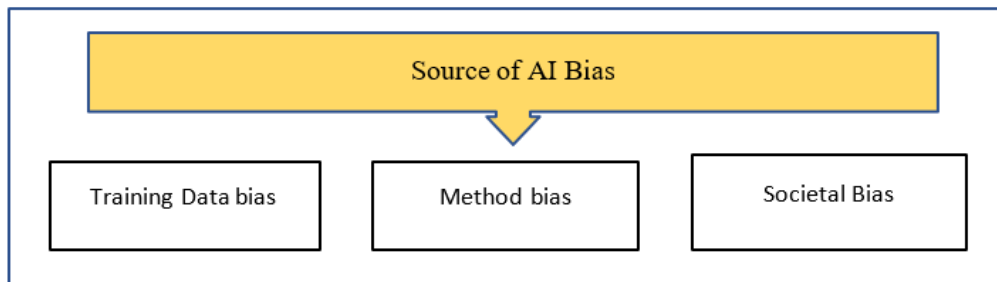 Source of AI Bias
Training Data bias
Method bias
Societal Bias